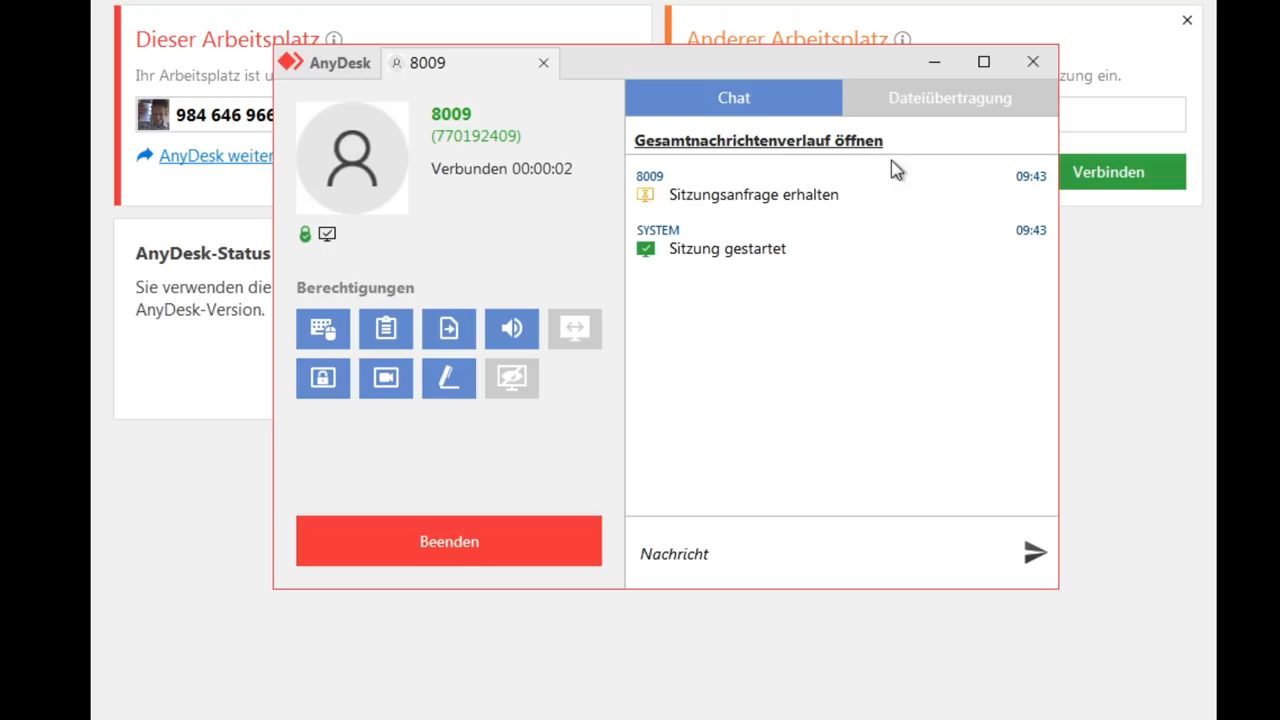 Dieser Arbeitsplatz
Anderer Arbeitsplatz
AnyDesk
8009
Ihr Arbeitsplatz ist
zung ein.
984 646 966
AnyDesk weiter
Verbinden
AnyDesk-Status
Sie verwenden die
AnyDesk-Version.
8009
(770192409)
Verbunden 00:00:02
Berechtigungen
Beenden
Chat
Dateiübertragung
Gesamtnachrichtenverlauf öffnen
8009
09:43
Sitzungsanfrage erhalten
SYSTEM
09:43
Sitzung gestartet
Nachricht